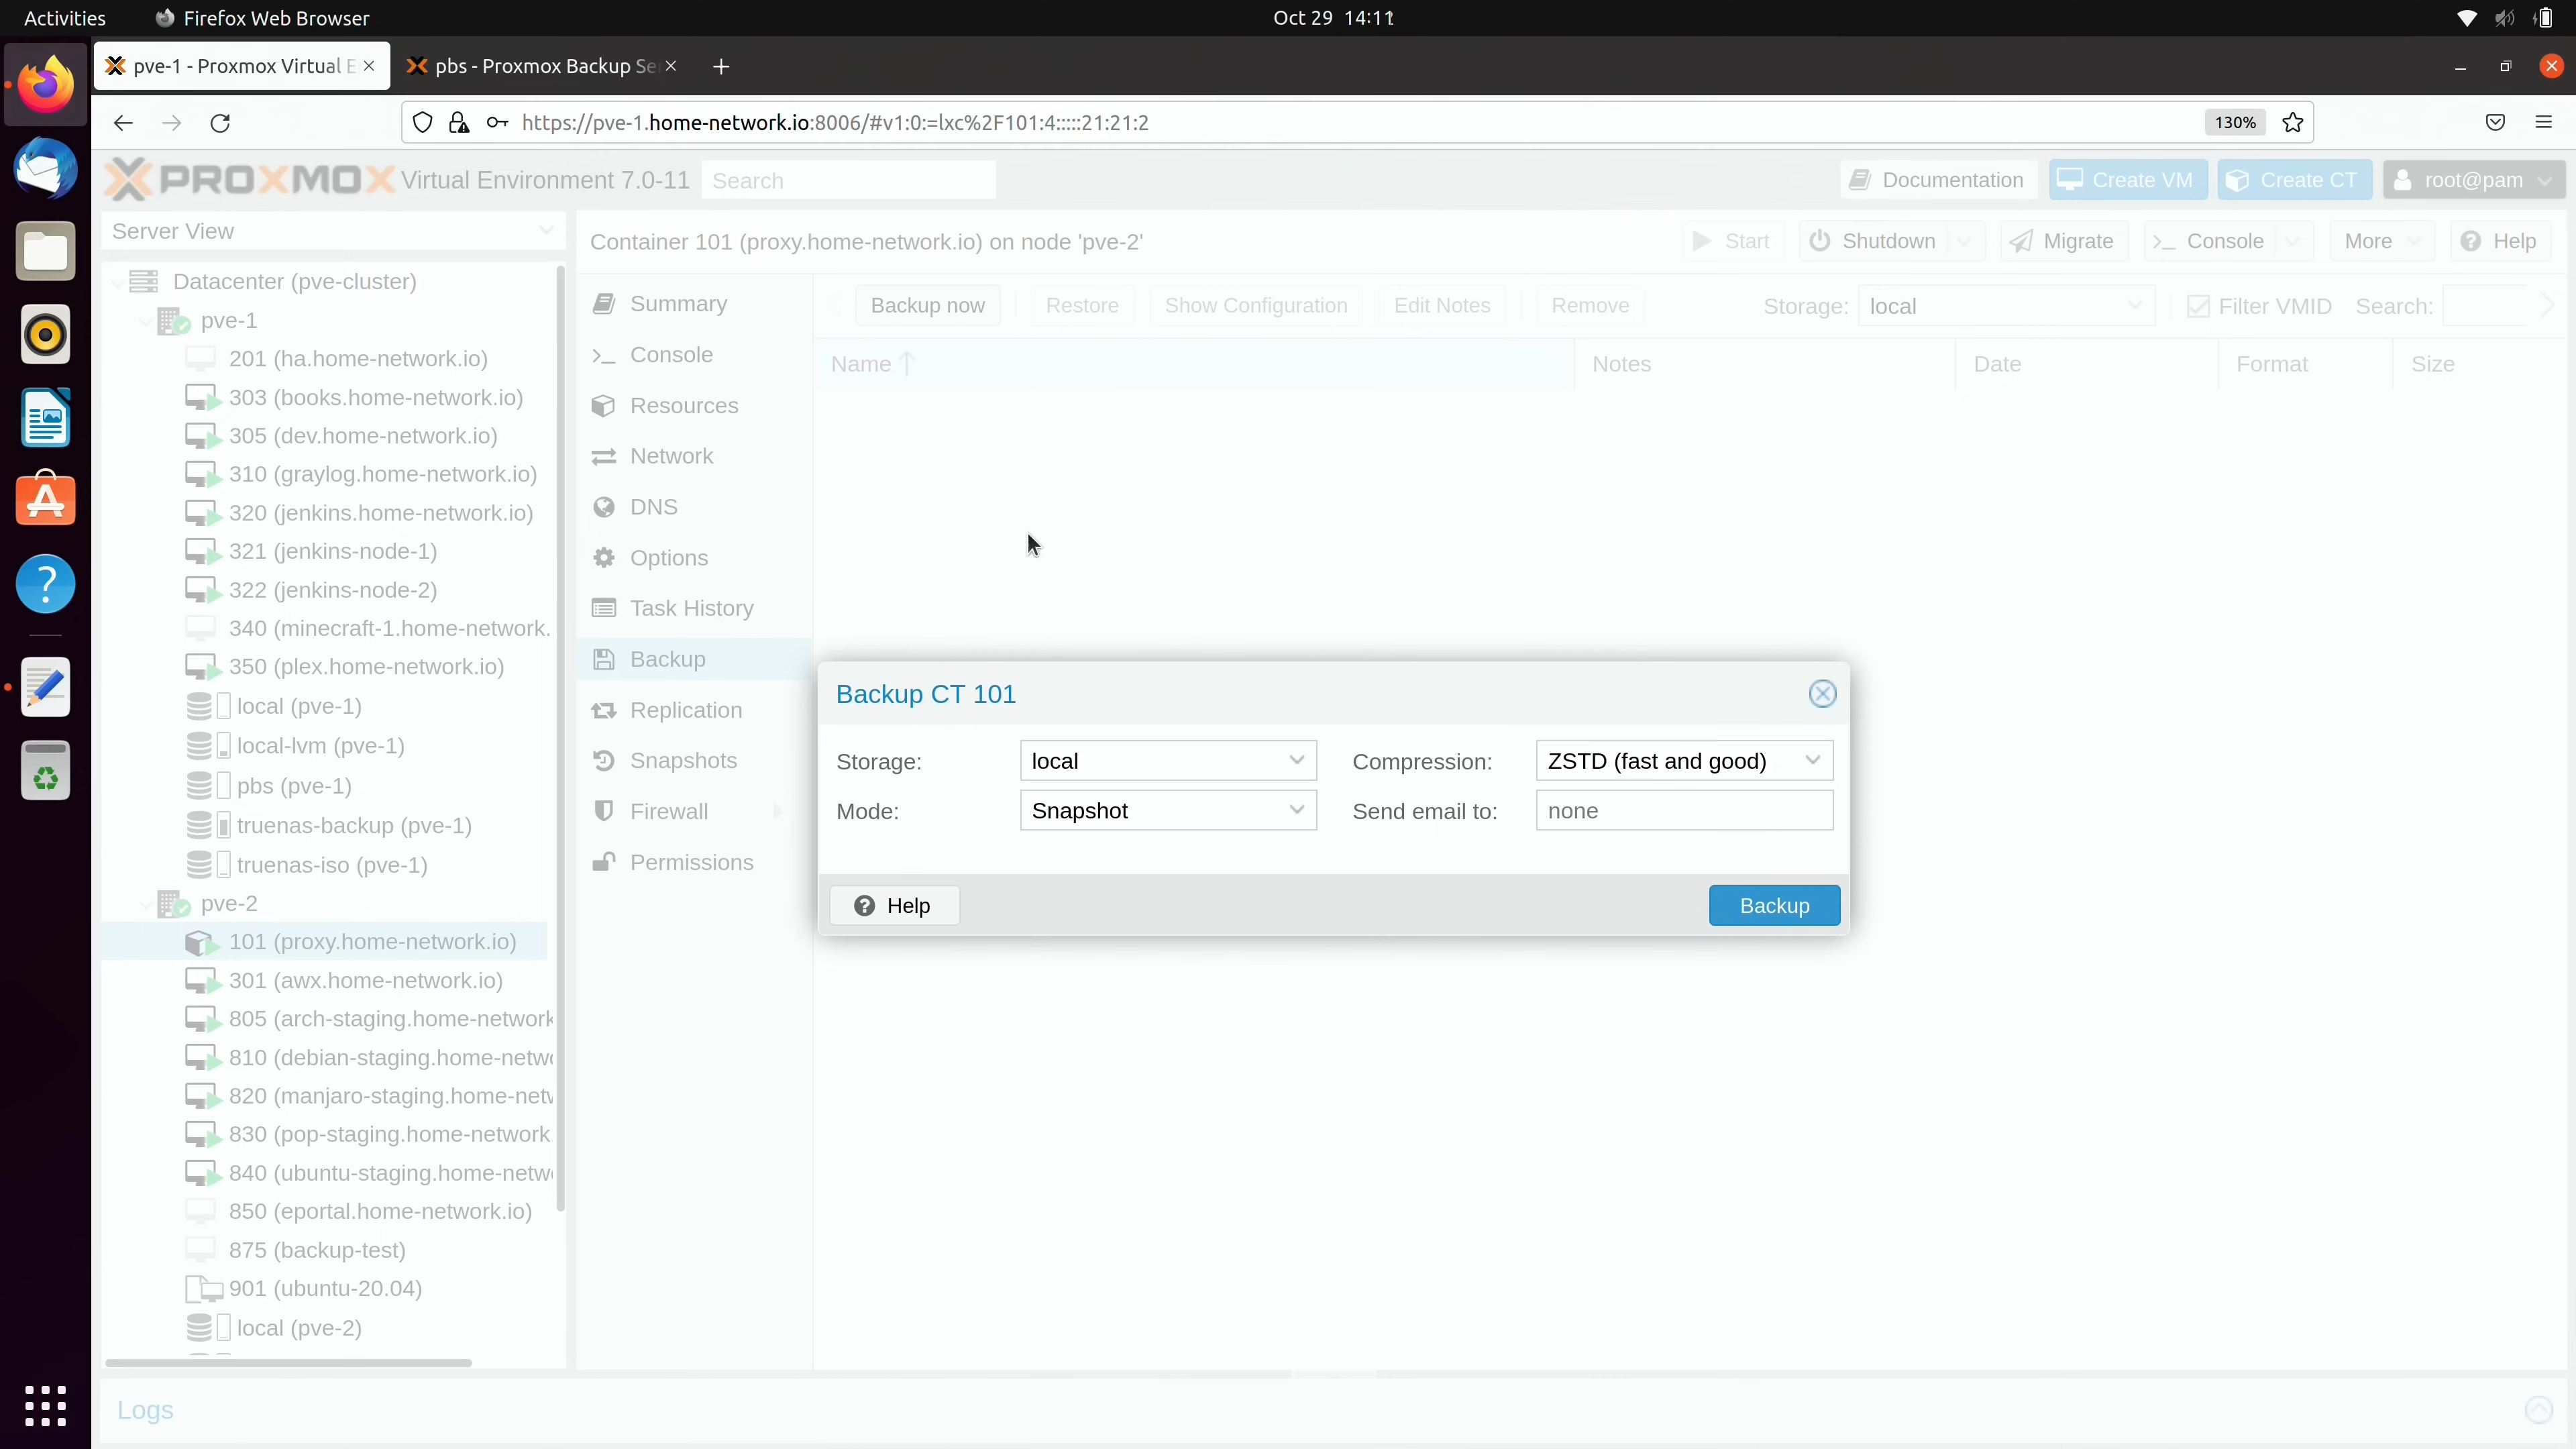 Activities
Firefox Web Browser
Oct 29 14:11
pve-1 - Proxmox Virtual E
pbs - Proxmox Backup Se
https://pve-1.home-network.io:8006/#v1:0:=lxc%2F101:4:::::21:21:2
130%
PROXMOX
Virtual Environment 7.0-11
Search
Documentation
Create VM
Create CT
root@pam
Server View
Container 101 (proxy.home-network.io) on node 'pve-2'
Start
Shutdown
Migrate
Console
More
Help
Datacenter (pve-cluster)
pve-1
201 (ha.home-network.io)
303 (books.home-network.io)
305 (dev.home-network.io)
310 (graylog.home-network.io)
320 (jenkins.home-network.io)
321 (jenkins-node-1)
322 (jenkins-node-2)
340 (minecraft-1.home-network.
350 (plex.home-network.io)
local (pve-1)
local-lvm (pve-1)
pbs (pve-1)
truenas-backup (pve-1)
truenas-iso (pve-1)
pve-2
101 (proxy.home-network.io)
301 (awx.home-network.io)
805 (arch-staging.home-network
810 (debian-staging.home-netw
820 (manjaro-staging.home-net
830 (pop-staging.home-network
840 (ubuntu-staging.home-netw
850 (eportal.home-network.io)
875 (backup-test)
901 (ubuntu-20.04)
local (pve-2)
Summary
Console
Resources
Network
DNS
Options
Task History
Backup
Replication
Snapshots
Firewall
Permissions
Backup now
Restore
Show Configuration
Edit Notes
Remove
Storage:
local
Filter VMID
Search:
Name
Notes
Date
Format
Size
Backup CT 101
Storage:
local
Compression:
ZSTD (fast and good)
Mode:
Snapshot
Send email to:
none
Help
Backup
Logs